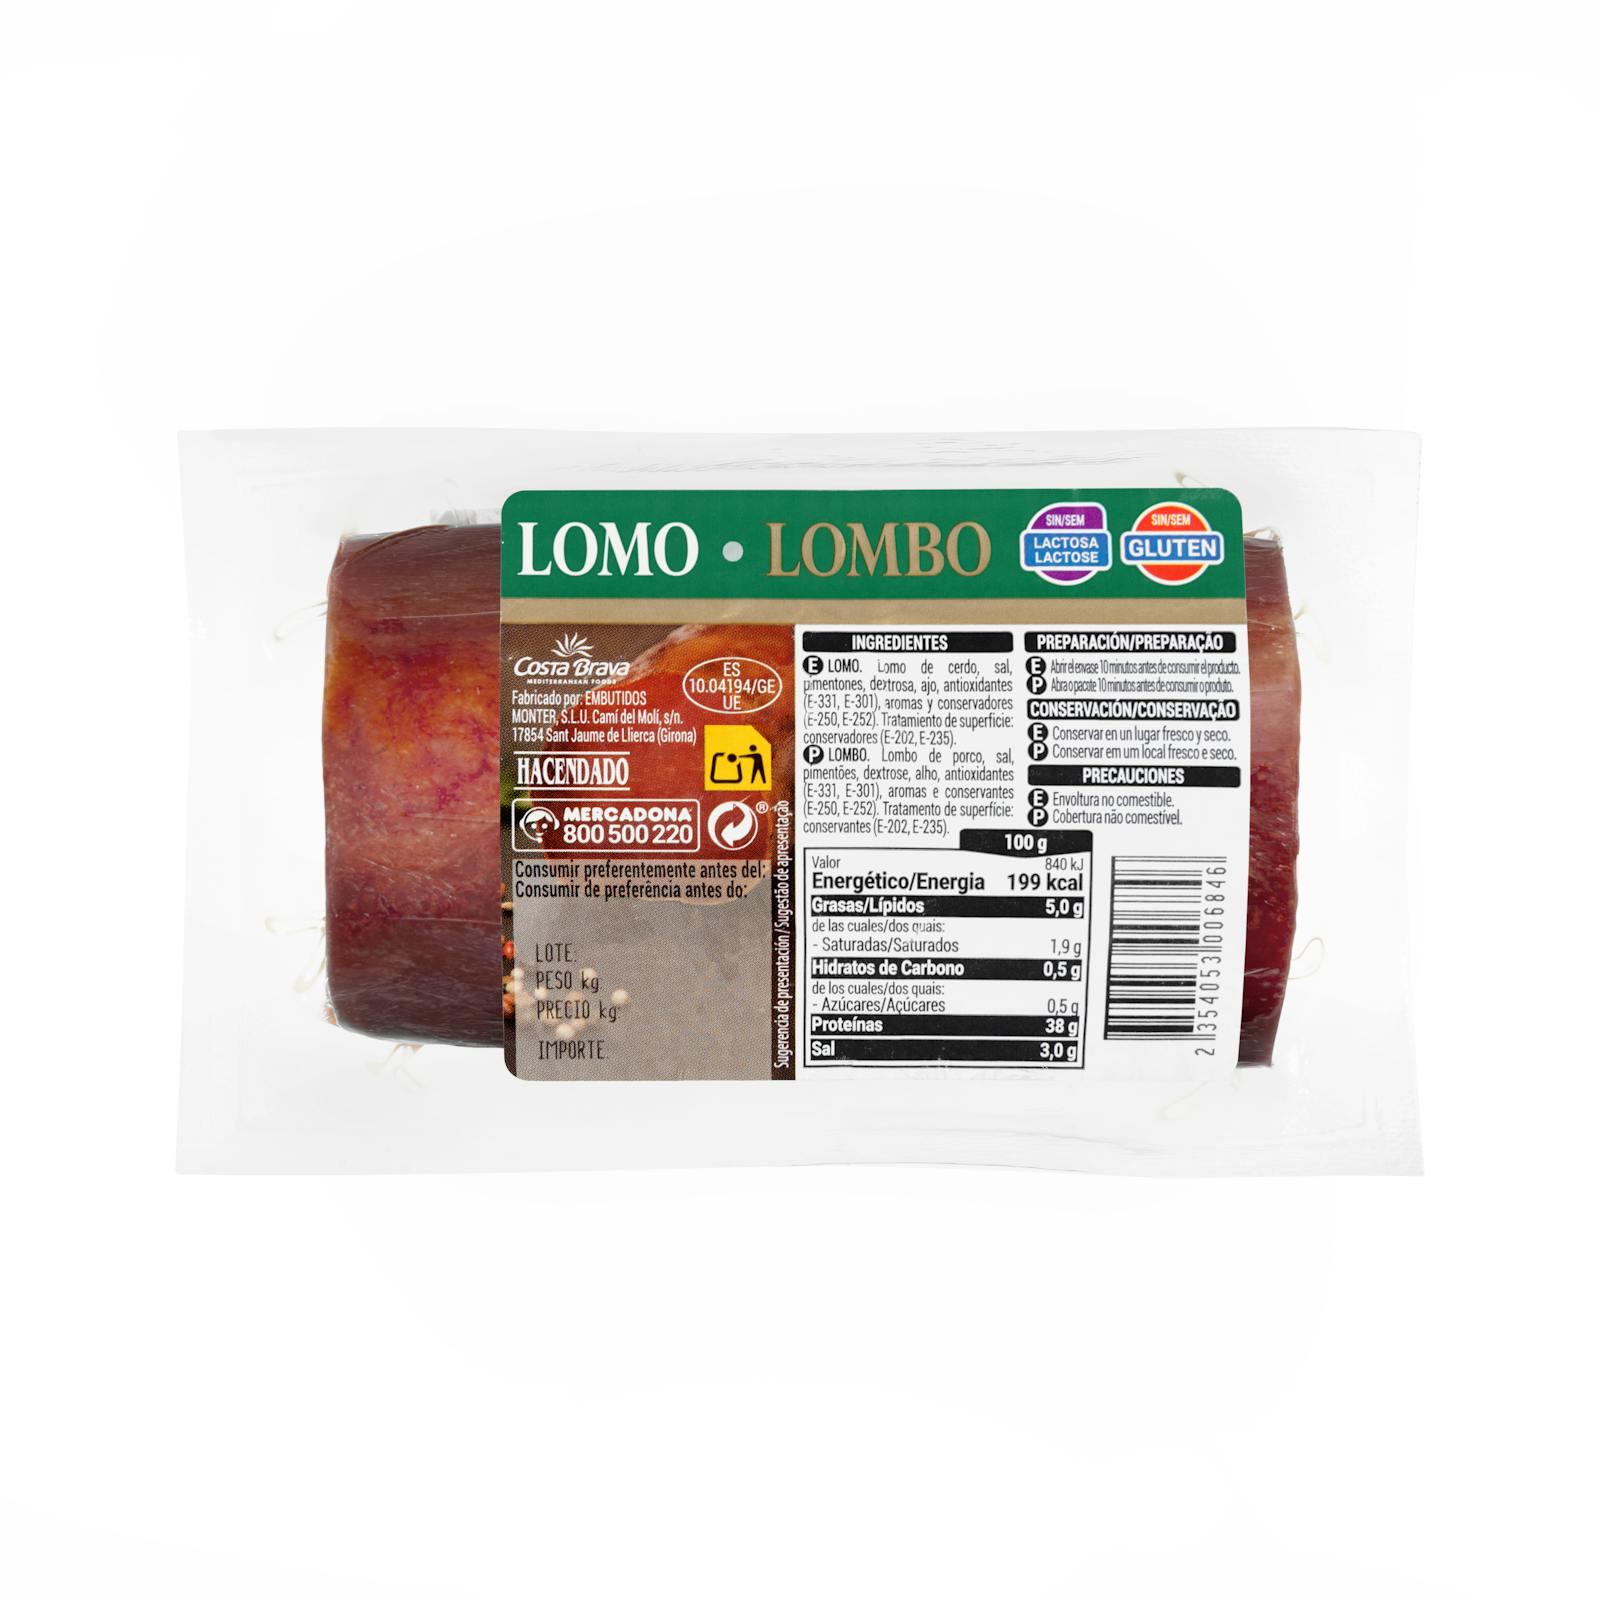 LOMO • LOMBO
SIN/SEM
LACTOSA
LACTOSE
SIN/SEM
GLUTEN
Costa Brava
MEDITERRANEAN FOODS
Fabricado por: EMBUTIDOS
MONTER, S.L.U. Camí del Molí, s/n.
17854 Sant Jaume de Llierca (Girona)
ES
10.04194/GE
UE
HACENDADO
MERCADONA
800 500 220
®
Consumir preferentemente antes del:
Consumir de preferência antes do:
LOTE:
PESO kg:
PRECIO kg:
IMPORTE:
Sugerencia de presentación / Sugestão de apresentação
INGREDIENTES
E LOMO. Lomo de cerdo, sal,
pimentones, dextrosa, ajo, antioxidantes
(E-331, E-301), aromas y conservadores
(E-250, E-252). Tratamiento de superficie:
conservadores (E-202, E-235).
P LOMBO. Lombo de porco, sal,
pimentões, dextrose, alho, antioxidantes
(E-331, E-301), aromas e conservantes
(E-250, E-252). Tratamento de superfície:
conservantes (E-202, E-235).
PREPARACIÓN/PREPARAÇÃO
E Abrir el envase 10 minutos antes de consumir el producto.
P Abra o pacote 10 minutos antes de consumir o produto.
CONSERVACIÓN/CONSERVAÇÃO
E Conservar en un lugar fresco y seco.
P Conservar em um local fresco e seco.
PRECAUCIONES
E Envoltura no comestible.
P Cobertura não comestível.
100 g
Valor 840 kJ
Energético/Energia 199 kcal
Grasas/Lípidos 5,0 g
de las cuales/dos quais:
- Saturadas/Saturados 1,9 g
Hidratos de Carbono 0,5 g
de los cuales/dos quais:
- Azúcares/Açúcares 0,5 g
Proteínas 38 g
Sal 3,0 g
2 354053 006846